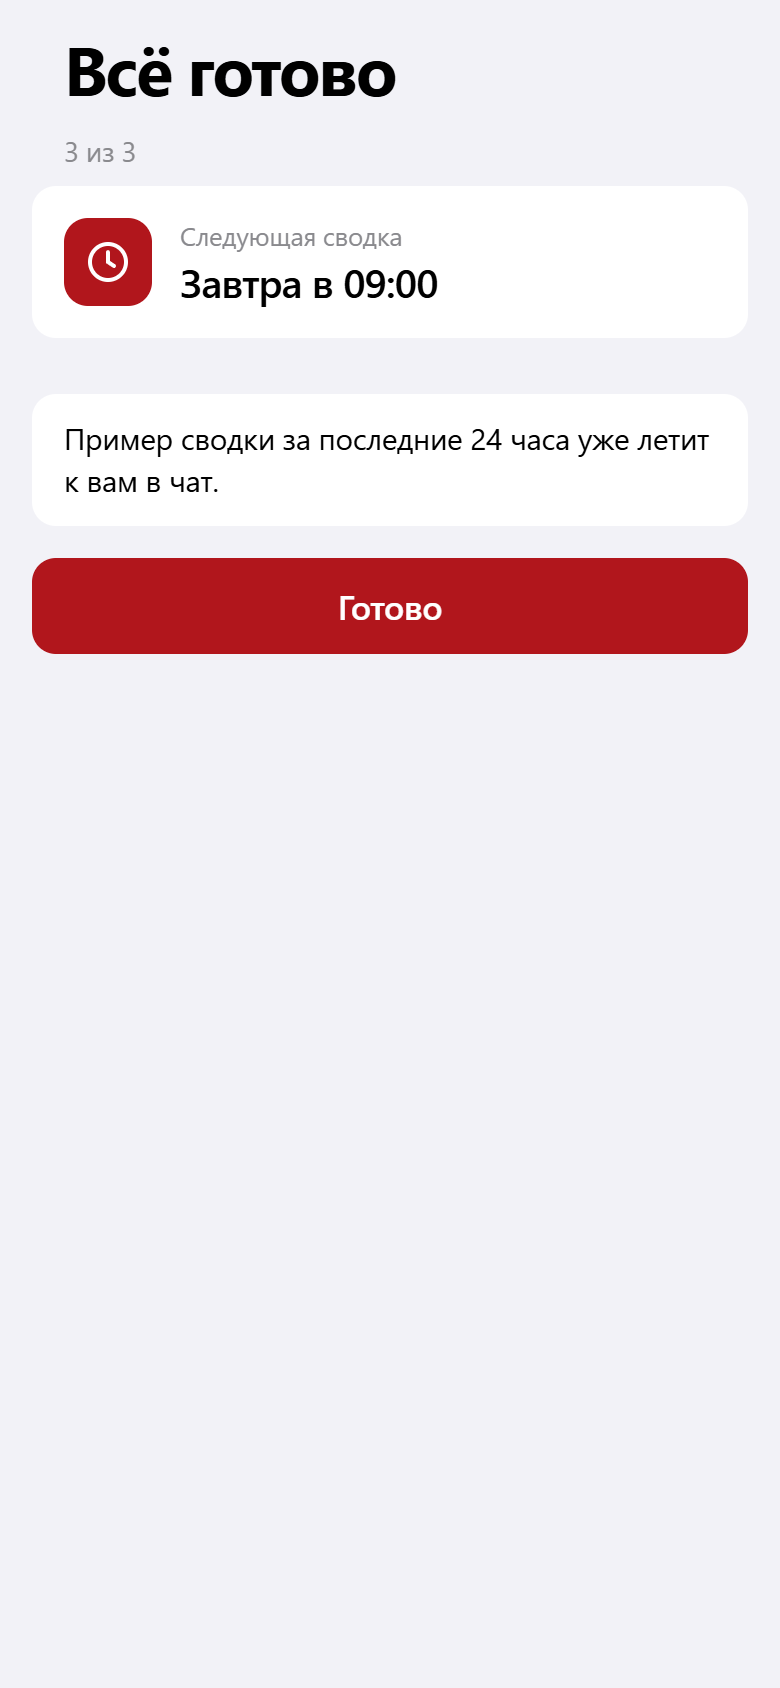 Всё готово
3 из 3
Следующая сводка
Завтра в 09:00
Пример сводки за последние 24 часа уже летит
к вам в чат.
Готово